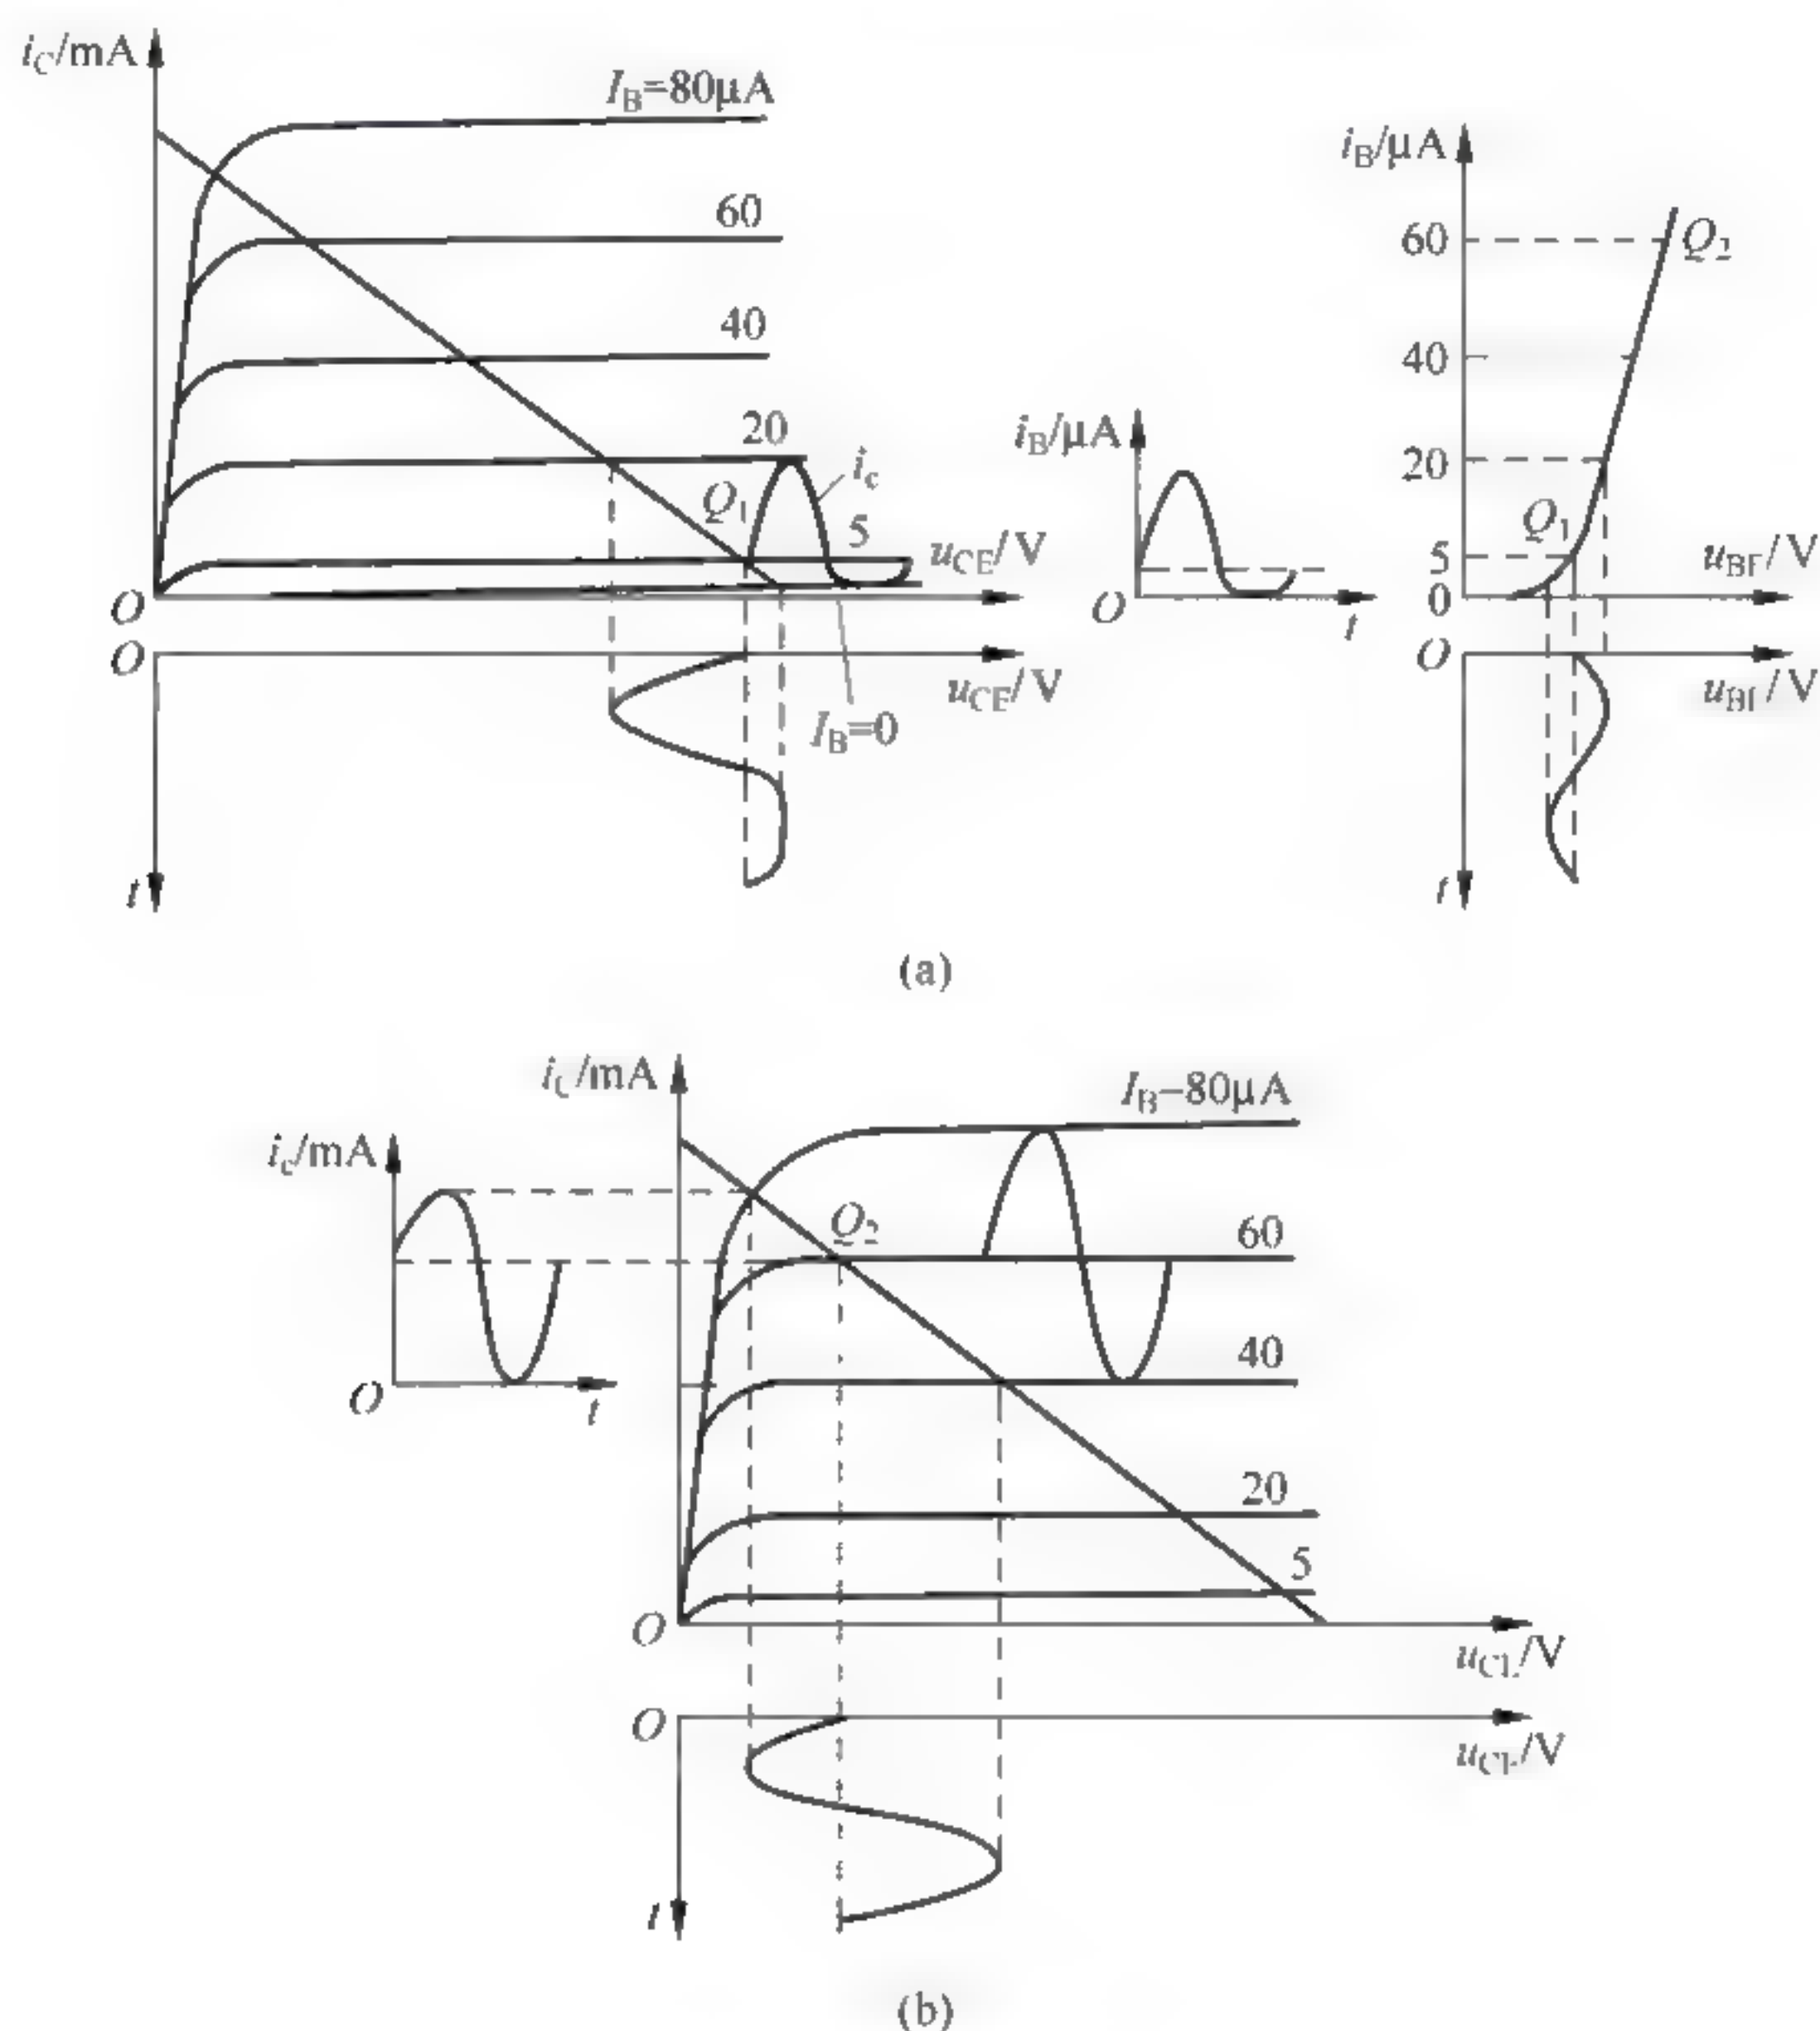 i_C/mA
I_B=80μA
60
40
20
Q_1
i_c
5
u_CE/V
O
O
u_CE/V
I_B=0
t
i_B/μA
O
t
i_B/μA
60
Q_2
40
20
Q_1
5
0
u_BE/V
O
u_BE/V
t
(a)
i_C/mA
I_B=80μA
i_c/mA
Q_2
60
40
O
t
20
5
O
u_CE/V
O
u_CE/V
t
(b)